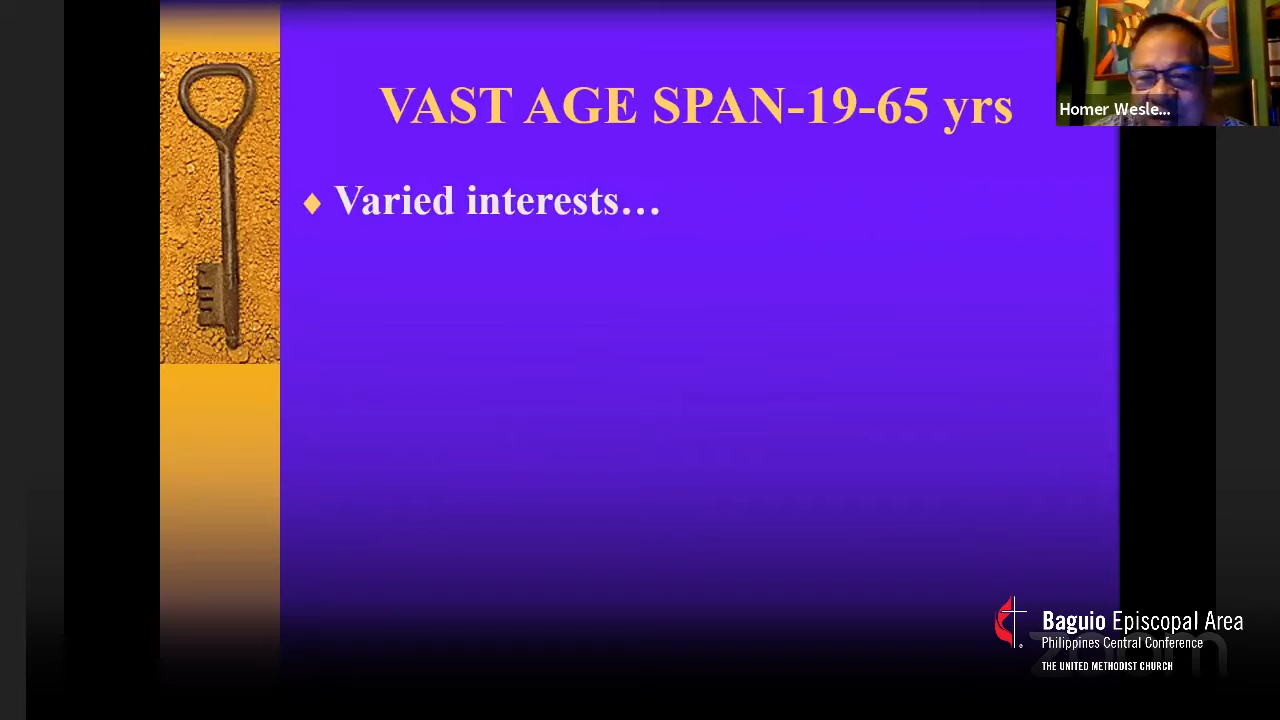 VAST AGE SPAN-19-65 yrs
Homer Wesle...
♦ Varied interests...
Baguio Episcopal Area
Philippines Central Conference
zoom
THE UNITED METHODIST CHURCH